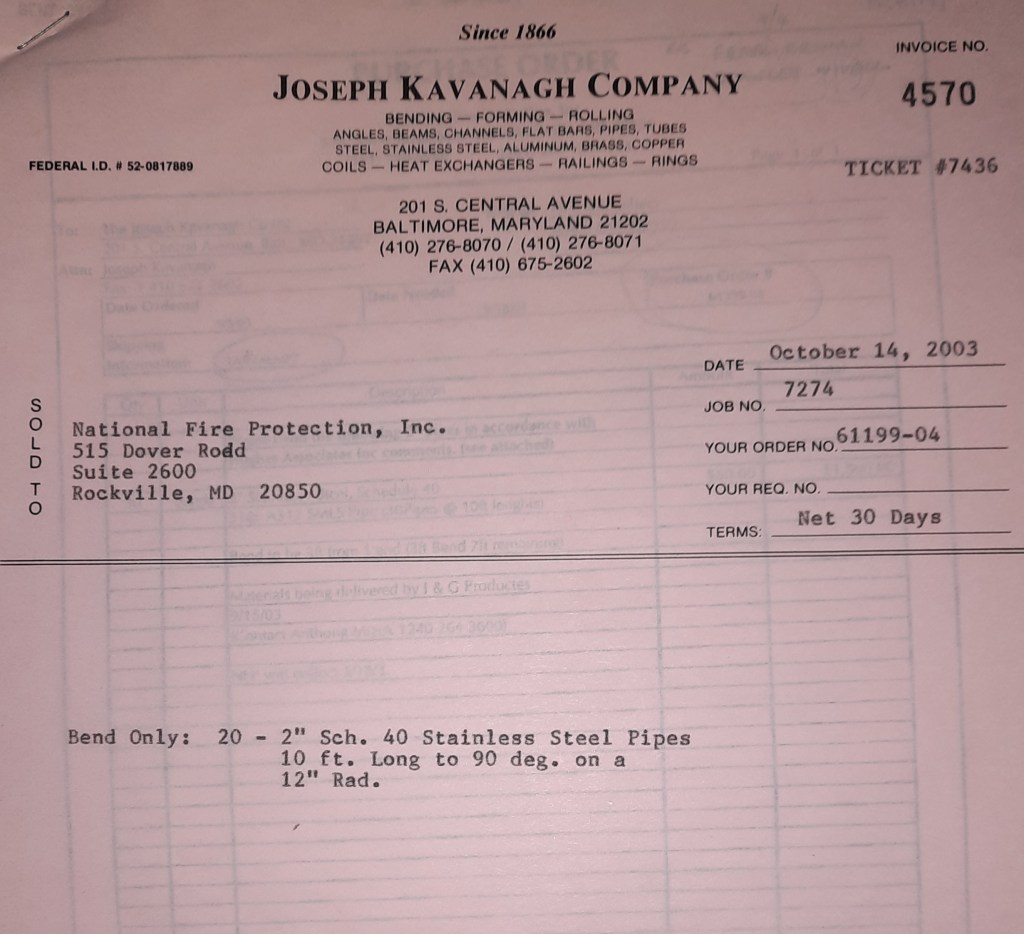 Since 1866
INVOICE NO.
JOSEPH KAVANAGH COMPANY
4570
BENDING — FORMING — ROLLING
ANGLES, BEAMS, CHANNELS, FLAT BARS, PIPES, TUBES
STEEL, STAINLESS STEEL, ALUMINUM, BRASS, COPPER
FEDERAL I.D. # 52-0817889
COILS — HEAT EXCHANGERS — RAILINGS — RINGS
TICKET #7436
201 S. CENTRAL AVENUE
BALTIMORE, MARYLAND 21202
(410) 276-8070 / (410) 276-8071
FAX (410) 675-2602
DATE October 14, 2003
JOB NO. 7274
YOUR ORDER NO. 61199-04
YOUR REQ. NO.
TERMS: Net 30 Days
SOLD TO
National Fire Protection, Inc.
515 Dover Rodd
Suite 2600
Rockville, MD 20850
Bend Only: 20 - 2" Sch. 40 Stainless Steel Pipes
10 ft. Long to 90 deg. on a
12" Rad.